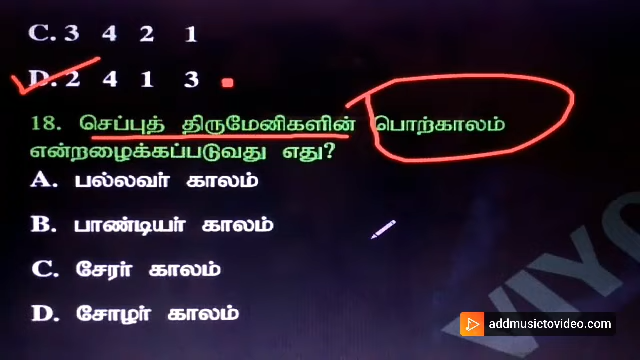 C. 3 4 2 1
D. 2 4 1 3
18. செப்புத் திருமேனிகளின் பொற்காலம்
என்றழைக்கப்படுவது எது?
A. பல்லவர் காலம்
B. பாண்டியர் காலம்
C. சேரர் காலம்
D. சோழர் காலம்
VIYO
addmusictovideo.com